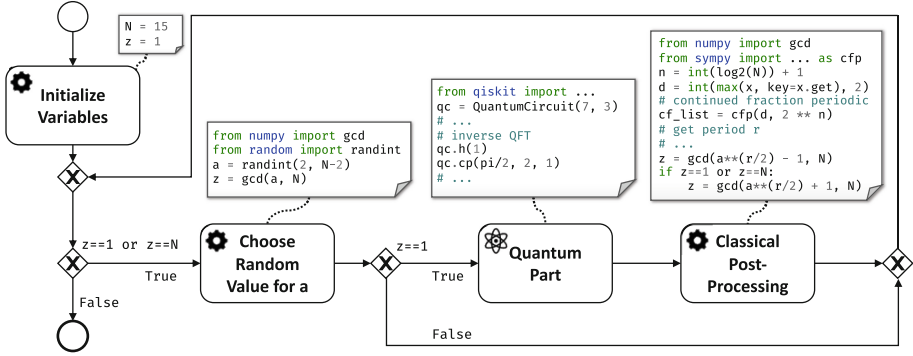 N = 15
z = 1
Initialize
Variables
z==1 or z==N
True
False
from numpy import gcd
from random import randint
a = randint(2, N-2)
z = gcd(a, N)
Choose
Random
Value for a
z==1
True
False
from qiskit import ...
qc = QuantumCircuit(7, 3)
# ...
# inverse QFT
qc.h(1)
qc.cp(pi/2, 2, 1)
# ...
Quantum
Part
from numpy import gcd
from sympy import ... as cfp
n = int(log2(N)) + 1
d = int(max(x, key=x.get), 2)
# continued fraction periodic
cf_list = cfp(d, 2 ** n)
# get period r
# ...
z = gcd(a**(r/2) - 1, N)
if z==1 or z==N:
    z = gcd(a**(r/2) + 1, N)
Classical
Post-
Processing